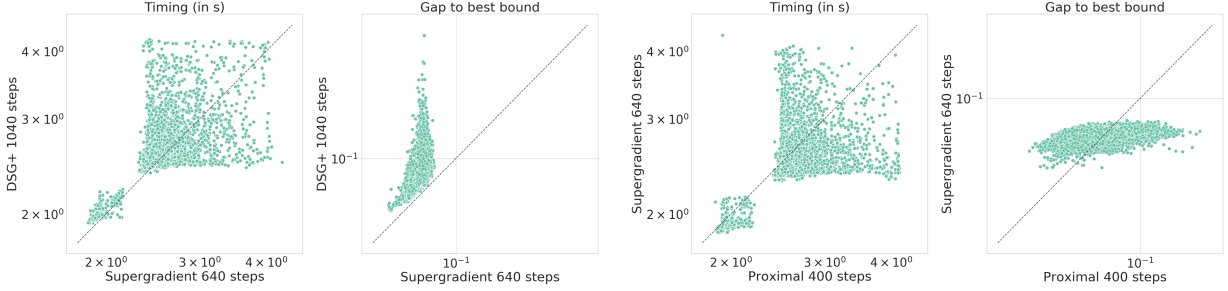 Timing (in s)
DSG+ 1040 steps
4 × 10⁰
3 × 10⁰
2 × 10⁰
2 × 10⁰ 3 × 10⁰ 4 × 10⁰
Supergradient 640 steps
Gap to best bound
DSG+ 1040 steps
10⁻¹
10⁻¹
Supergradient 640 steps
Timing (in s)
Supergradient 640 steps
4 × 10⁰
3 × 10⁰
2 × 10⁰
2 × 10⁰ 3 × 10⁰ 4 × 10⁰
Proximal 400 steps
Gap to best bound
Supergradient 640 steps
10⁻¹
10⁻¹
Proximal 400 steps